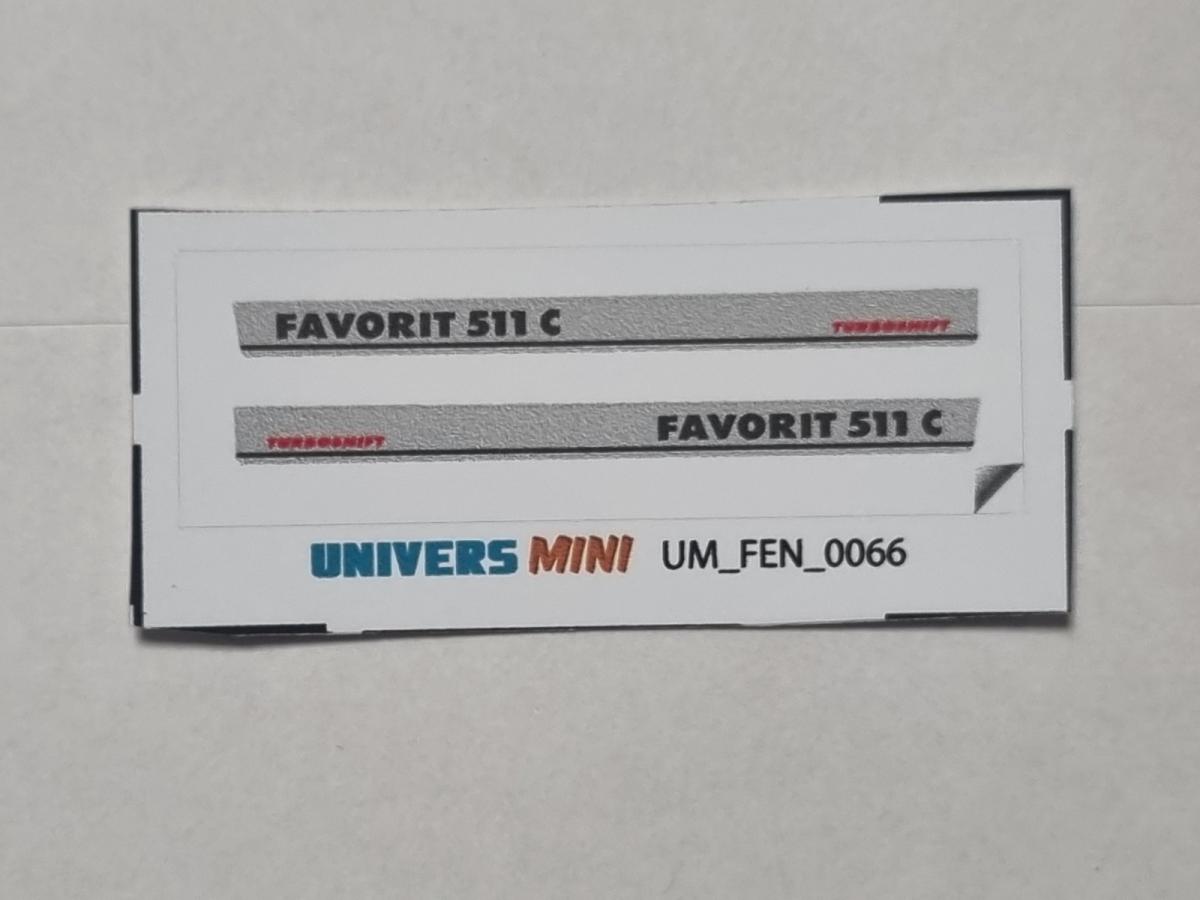 FAVORIT 511 C TURBOSHIFT
TURBOSHIFT FAVORIT 511 C
UNIVERS MINI UM_FEN_0066